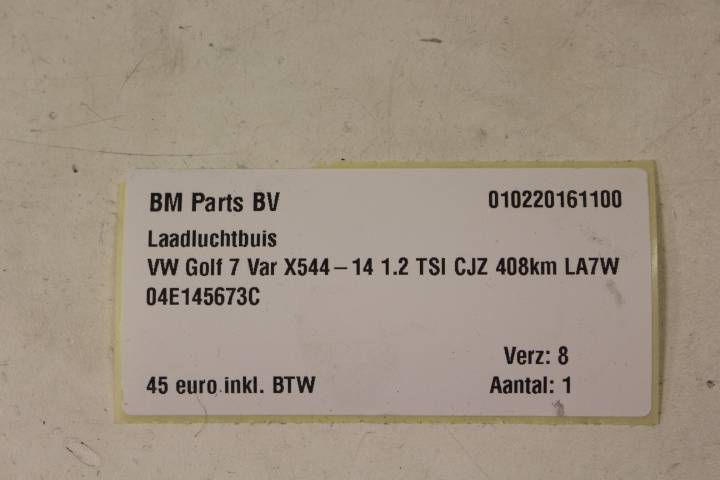 BM Parts BV 010220161100
Laadluchtbuis
VW Golf 7 Var X544-14 1.2 TSI CJZ 408km LA7W
04E145673C
Verz: 8
45 euro inkl. BTW Aantal: 1